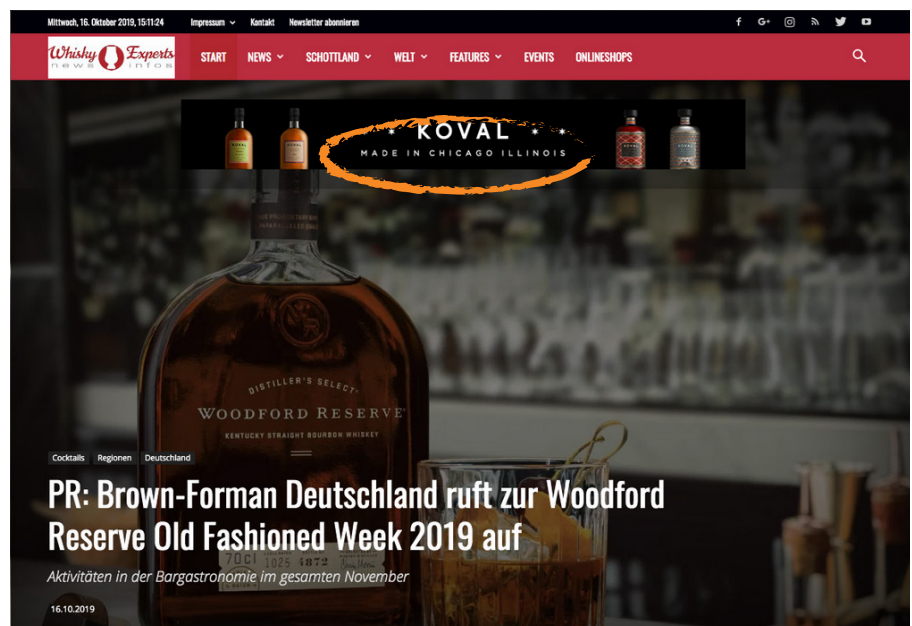 Mittwoch, 16. Oktober 2019, 15:11:24 Impressum Kontakt Newsletter abonnieren
Whisky Experts
news infos
START NEWS SCHOTTLAND WELT FEATURES EVENTS ONLINESHOPS
KOVAL
MADE IN CHICAGO ILLINOIS
DISTILLER'S SELECT
WOODFORD RESERVE
KENTUCKY STRAIGHT BOURBON WHISKEY
Cocktails Regionen Deutschland
PR: Brown-Forman Deutschland ruft zur Woodford
Reserve Old Fashioned Week 2019 auf
70Cl 1025 4872
Aktivitäten in der Bargastronomie im gesamten November
16.10.2019